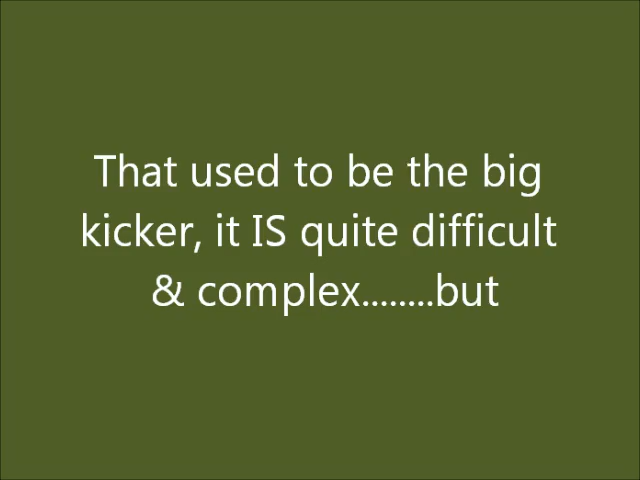 That used to be the big
kicker, it IS quite difficult
& complex........but